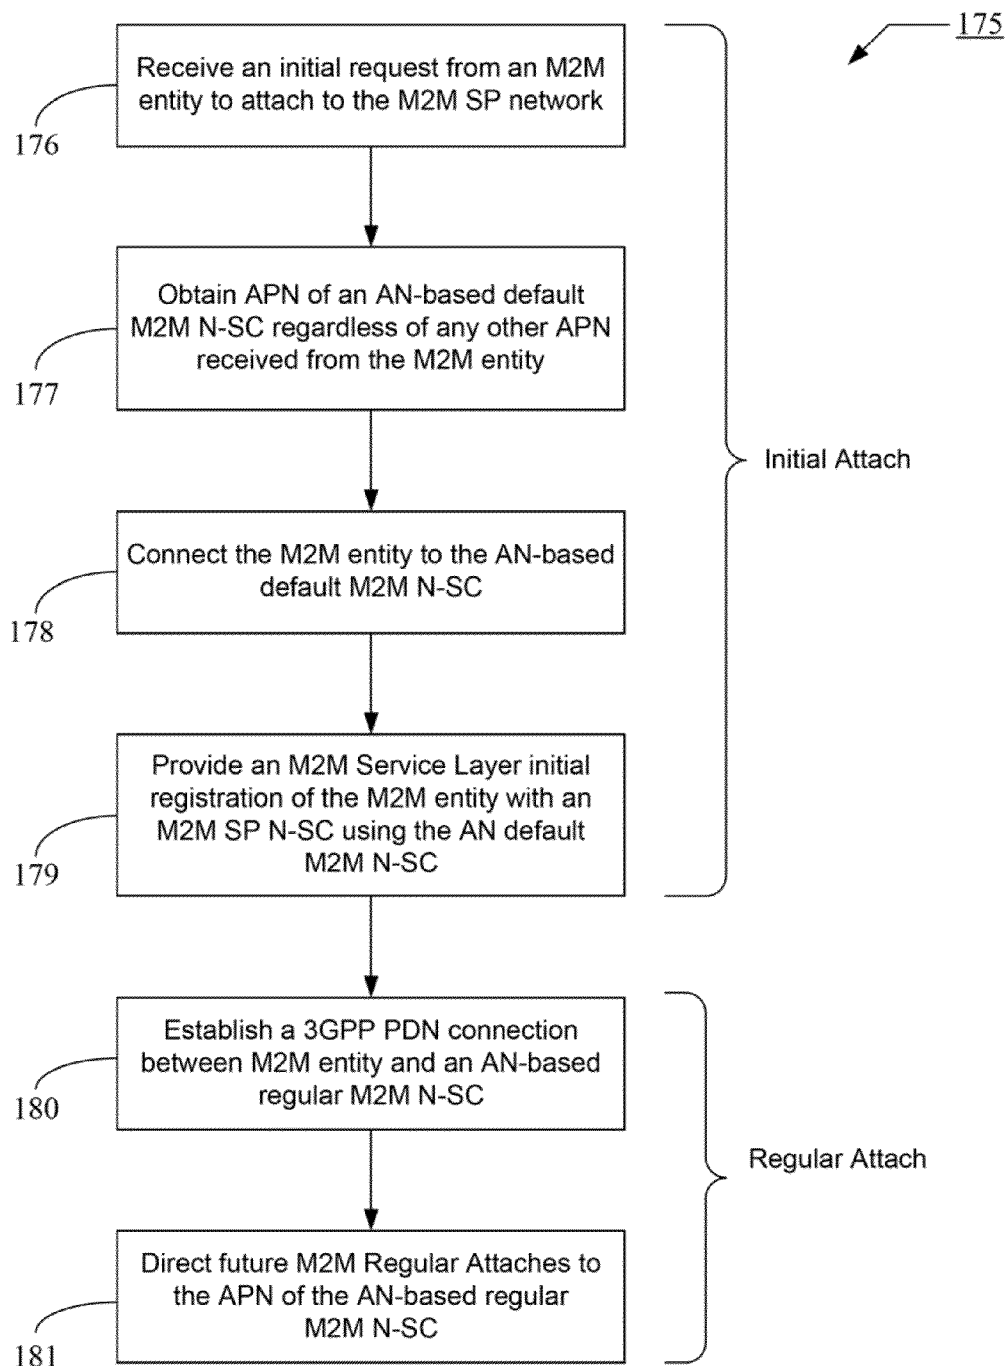 175
Receive an initial request from an M2M
entity to attach to the M2M SP network
176
Obtain APN of an AN-based default
M2M N-SC regardless of any other APN
received from the M2M entity
177
Initial Attach
Connect the M2M entity to the AN-based
default M2M N-SC
178
Provide an M2M Service Layer initial
registration of the M2M entity with an
M2M SP N-SC using the AN default
M2M N-SC
179
Establish a 3GPP PDN connection
between M2M entity and an AN-based
regular M2M N-SC
180
Regular Attach
Direct future M2M Regular Attaches to
the APN of the AN-based regular
M2M N-SC
181